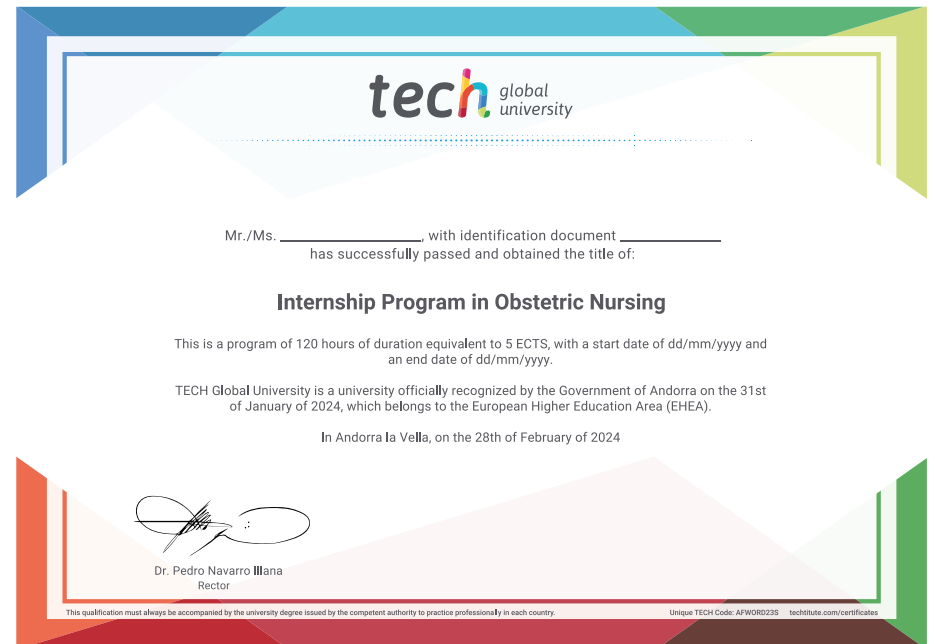 tech global university
Mr./Ms. ____________________, with identification document ______________
has successfully passed and obtained the title of:
Internship Program in Obstetric Nursing
This is a program of 120 hours of duration equivalent to 5 ECTS, with a start date of dd/mm/yyyy and
an end date of dd/mm/yyyy.
TECH Global University is a university officially recognized by the Government of Andorra on the 31st
of January of 2024, which belongs to the European Higher Education Area (EHEA).
In Andorra la Vella, on the 28th of February of 2024
Dr. Pedro Navarro Illana
Rector
This qualification must always be accompanied by the university degree issued by the competent authority to practice professionally in each country. Unique TECH Code: AFWORD23S techtitute.com/certificates